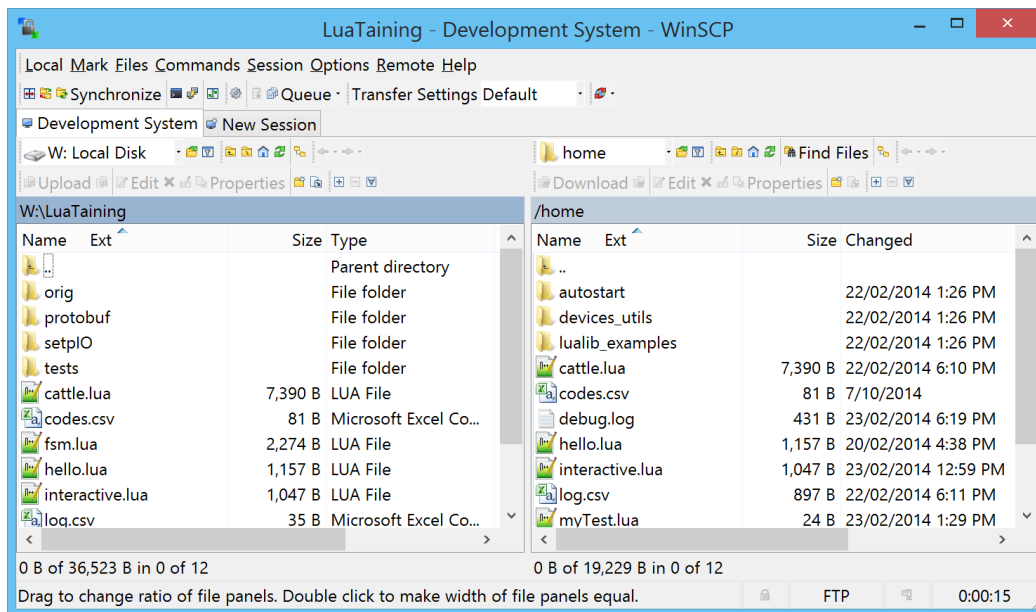 LuaTaining - Development System - WinSCP
Local Mark Files Commands Session Options Remote Help
Synchronize Queue Transfer Settings Default
Development System New Session
W: Local Disk home Find Files
Upload Edit Properties Download Edit Properties
W:\LuaTaining /home
Name Ext Size Type Name Ext Size Changed
.. Parent directory ..
orig File folder autostart 22/02/2014 1:26 PM
protobuf File folder devices_utils 22/02/2014 1:26 PM
setpIO File folder lualib_examples 22/02/2014 1:26 PM
tests File folder cattle.lua 7,390 B 22/02/2014 6:10 PM
cattle.lua 7,390 B LUA File codes.csv 81 B 7/10/2014
codes.csv 81 B Microsoft Excel Co... debug.log 431 B 23/02/2014 6:19 PM
fsm.lua 2,274 B LUA File hello.lua 1,157 B 20/02/2014 4:38 PM
hello.lua 1,157 B LUA File interactive.lua 1,047 B 23/02/2014 12:59 PM
interactive.lua 1,047 B LUA File log.csv 897 B 22/02/2014 6:11 PM
log.csv 35 B Microsoft Excel Co... myTest.lua 24 B 23/02/2014 1:29 PM
0 B of 36,523 B in 0 of 12 0 B of 19,229 B in 0 of 12
Drag to change ratio of file panels. Double click to make width of file panels equal. FTP 0:00:15